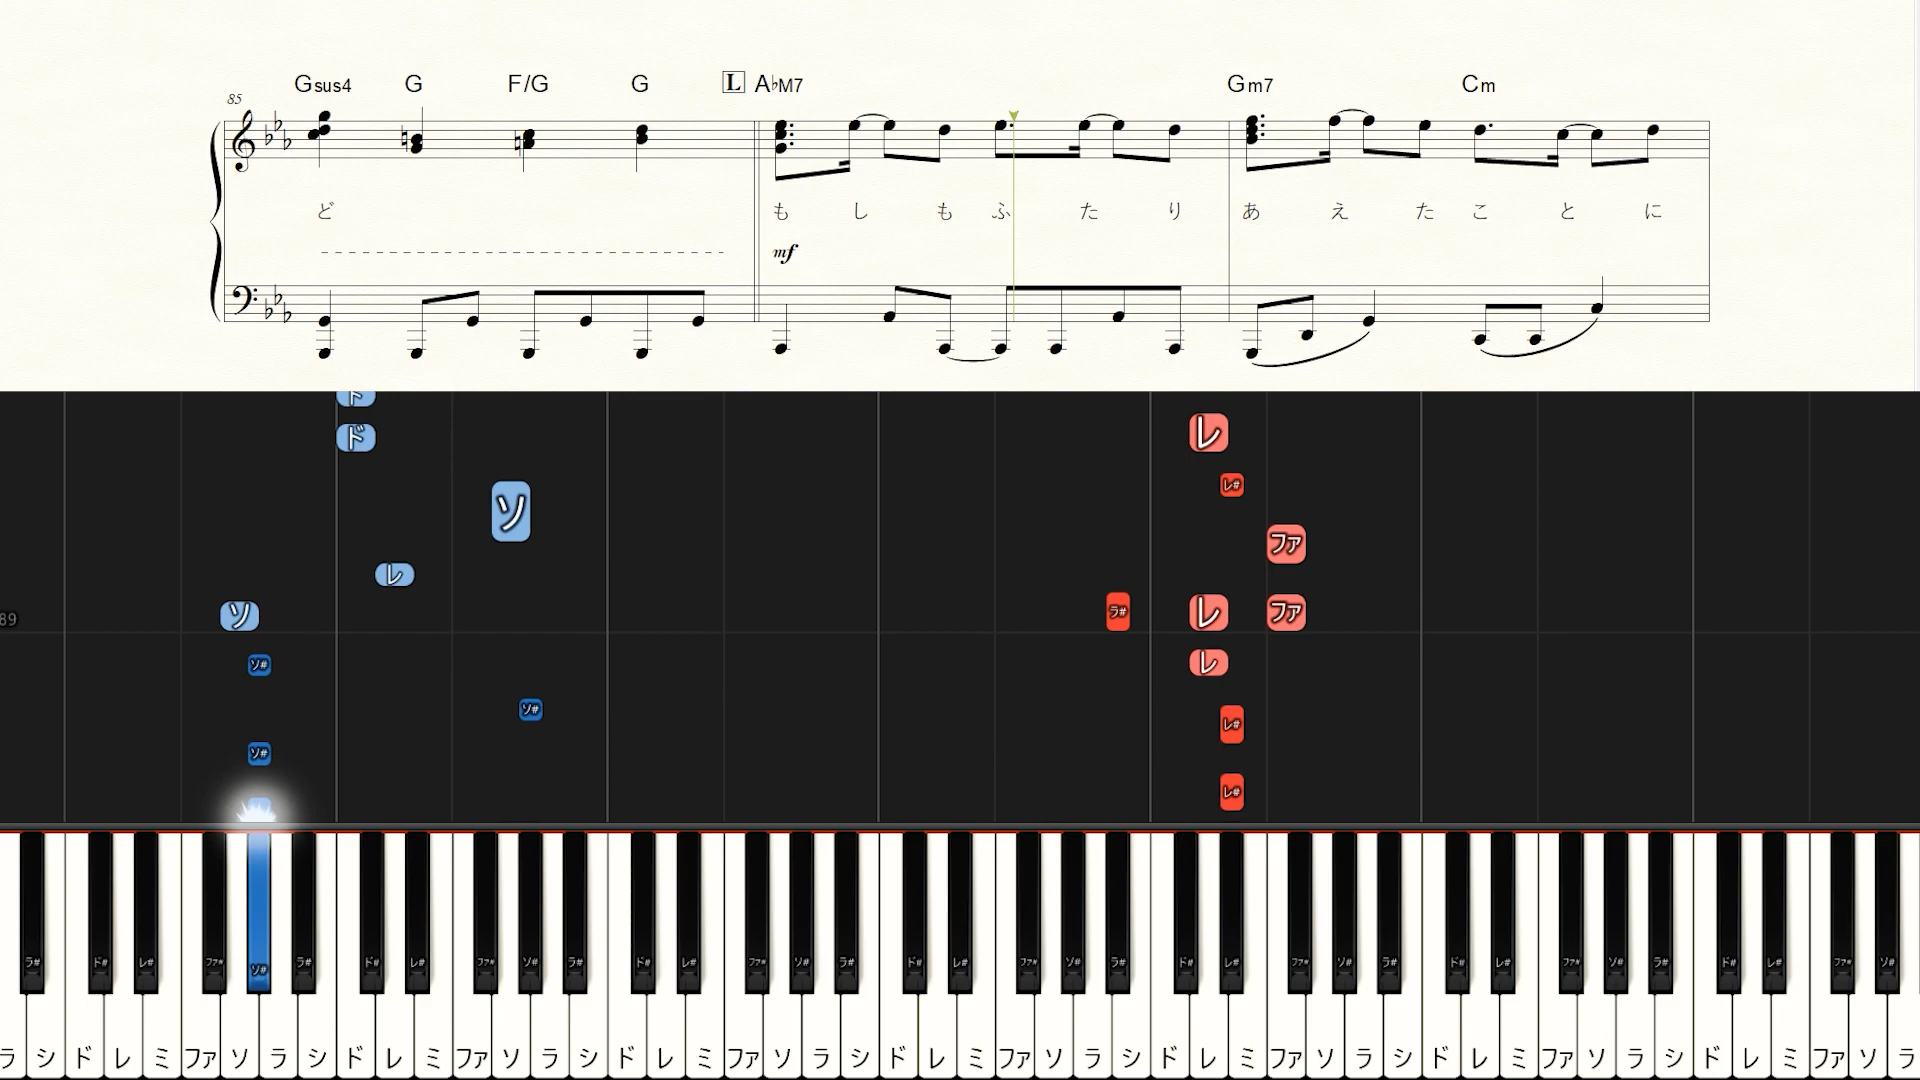 Gsus4 G F/G G L A♭M7 Gm7 Cm
85
ど も し も ふ た り あ え た こ と に
mf
ド
ド レ
レ#
ソ
ファ
レ
ソ ラ# レ ファ
89
ソ# レ
ソ# レ#
ソ#
レ#
ラ# ド# レ# ファ# ソ# ラ# ド# レ# ファ# ソ# ラ# ド# レ# ファ# ソ# ラ# ド# レ# ファ# ソ# ラ# ド# レ# ファ# ソ# ラ# ド# レ# ファ# ソ# ラ# ド# レ# ファ# ソ#
ラ シ ド レ ミ ファ ソ ラ シ ド レ ミ ファ ソ ラ シ ド レ ミ ファ ソ ラ シ ド レ ミ ファ ソ ラ シ ド レ ミ ファ ソ ラ シ ド レ ミ ファ ソ ラ シ ド レ ミ ファ ソ ラ